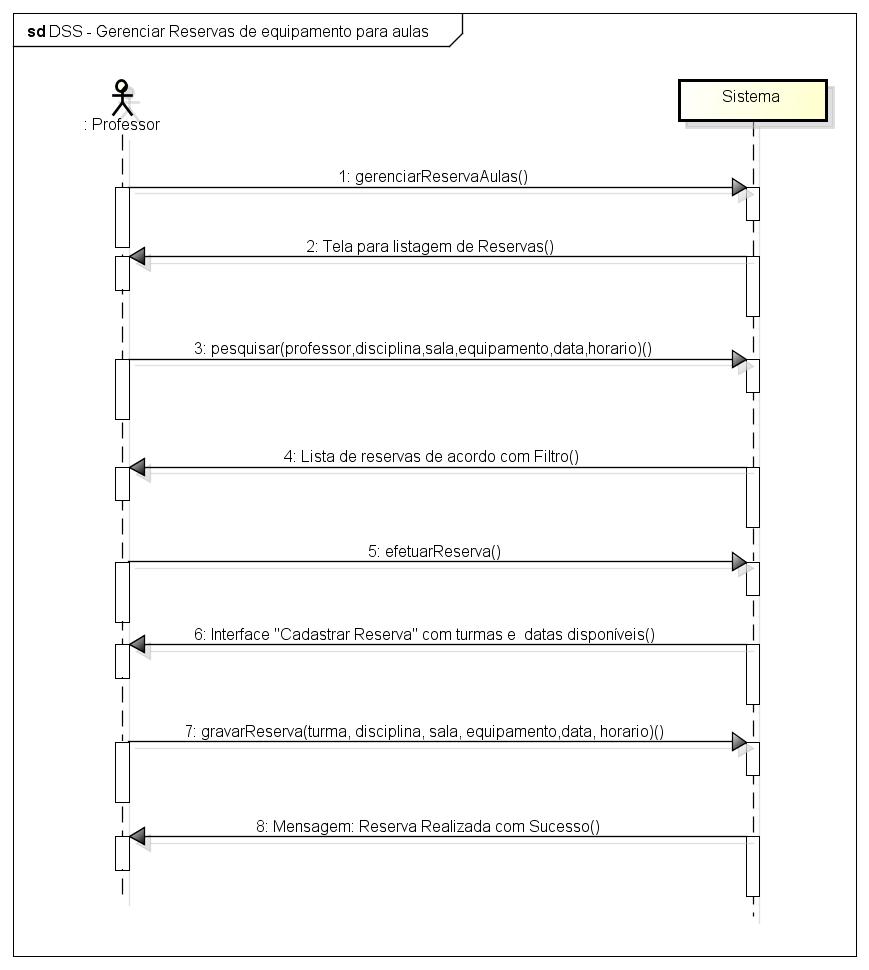 sd DSS - Gerenciar Reservas de equipamento para aulas
: Professor
Sistema
1: gerenciarReservaAulas()
2: Tela para listagem de Reservas()
3: pesquisar(professor,disciplina,sala,equipamento,data,horario)()
4: Lista de reservas de acordo com Filtro()
5: efetuarReserva()
6: Interface "Cadastrar Reserva" com turmas e  datas disponíveis()
7: gravarReserva(turma, disciplina, sala, equipamento,data, horario)()
8: Mensagem: Reserva Realizada com Sucesso()